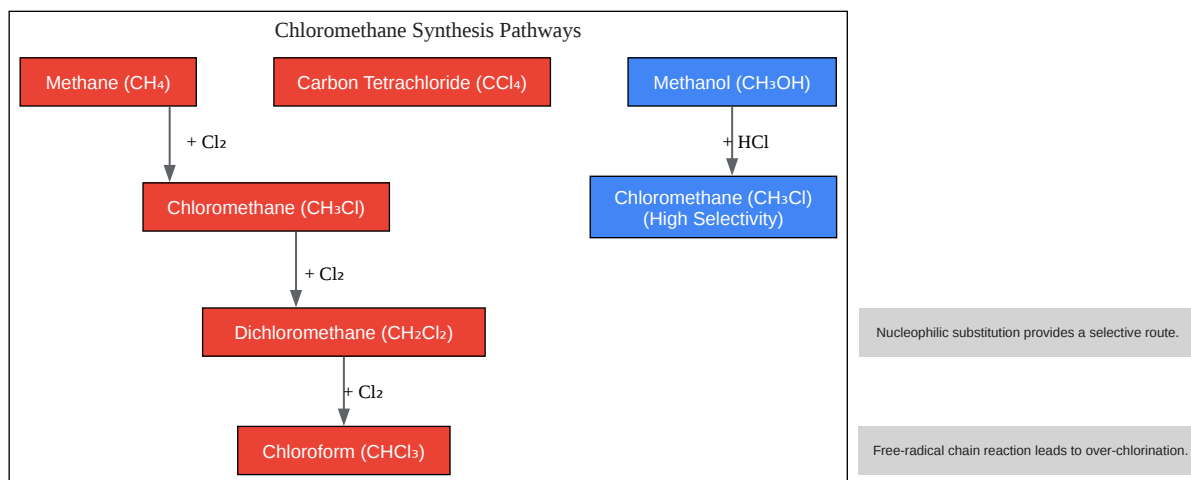 Chloromethane Synthesis Pathways
Methane (CH₄)
Carbon Tetrachloride (CCl₄)
Methanol (CH₃OH)
+ Cl₂
+ HCl
Chloromethane (CH₃Cl)
Chloromethane (CH₃Cl)
(High Selectivity)
+ Cl₂
Dichloromethane (CH₂Cl₂)
Nucleophilic substitution provides a selective route.
+ Cl₂
Chloroform (CHCl₃)
Free-radical chain reaction leads to over-chlorination.